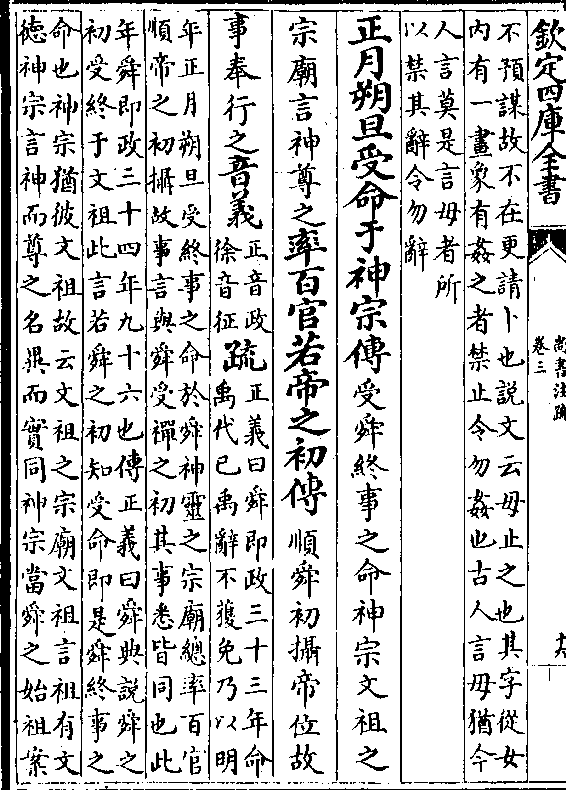 欽定四庫全書
尚書注疏
卷三
十六
不預謀故不在更請卜也説文云毋止之也其字從女
内有一畫象有姦之者禁止令勿姦也古人言毋猶今
人言莫是言毋者所
以禁其辭令勿辭
正月朔旦受命于神宗傳受舜終事之命神宗文祖之
宗廟言神尊之率百官若帝之初傳順舜初攝帝位故
事奉行之音義正音政
徐音征疏正義曰舜即政三十三年命
禹代已禹辭不獲免乃以明
年正月朔旦受終事之命於舜神靈之宗廟總率百官
順帝之初攝故事言與舜受禪之初其事悉皆同也此
年舜即政三十四年九十六也傳正義曰舜典説舜之
初受終于文祖此言若舜之初知受命即是舜終事之
命也神宗猶彼文祖故云文祖之宗廟文祖言祖有文
德神宗言神而尊之名異而實同神宗當舜之始祖案